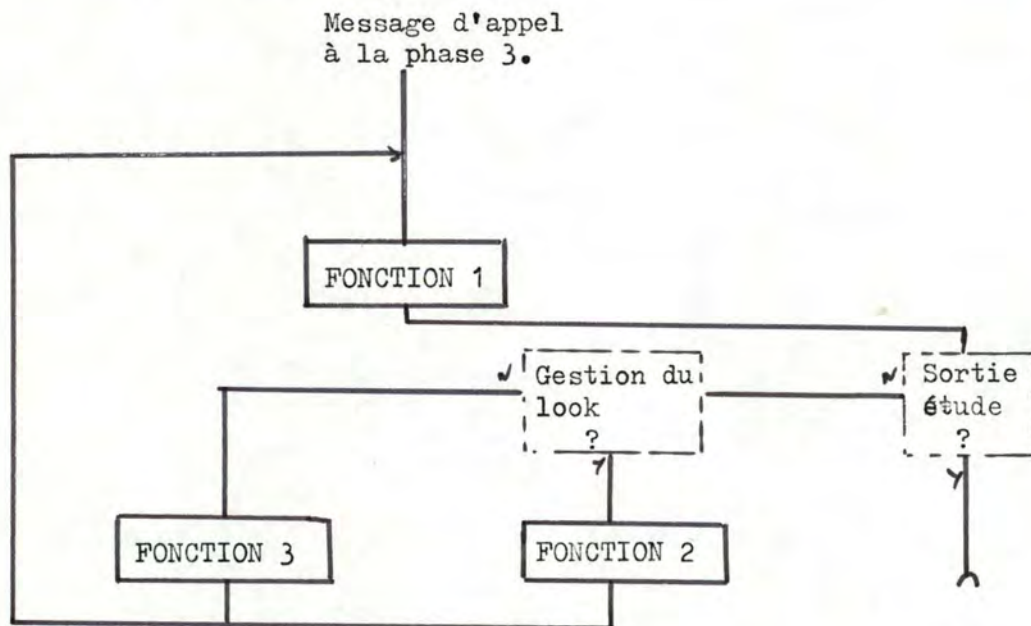 Message d'appel
à la phase 3.
FONCTION 1
N
Gestion du
look
?
Y
N
Sortie
étude
?
Y
FONCTION 3
FONCTION 2